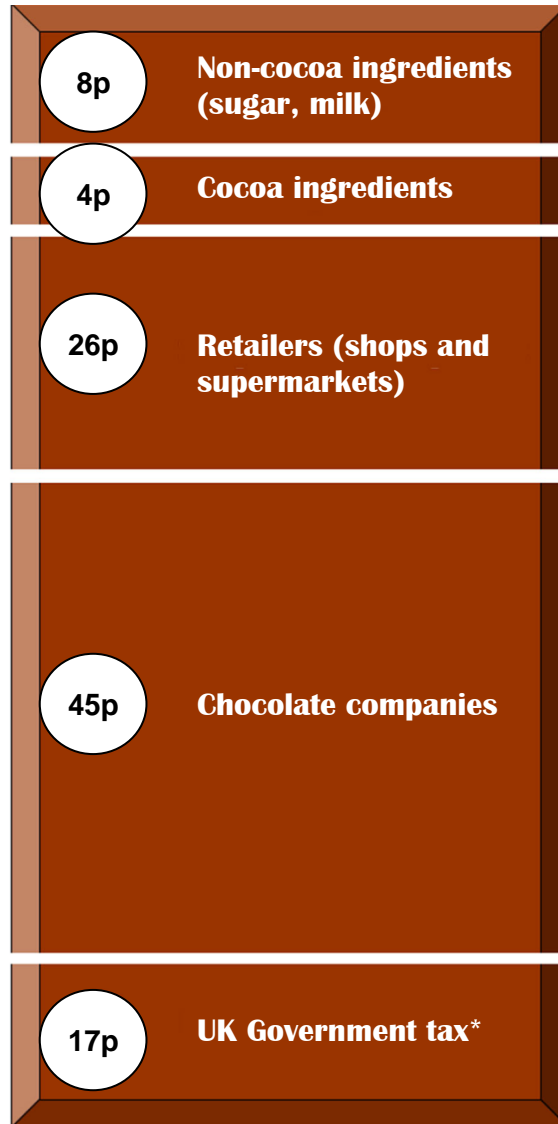 8p
Non-cocoa ingredients
(sugar, milk)
4p
Cocoa ingredients
26p
Retailers (shops and
supermarkets)
45p
Chocolate companies
17p
UK Government tax*